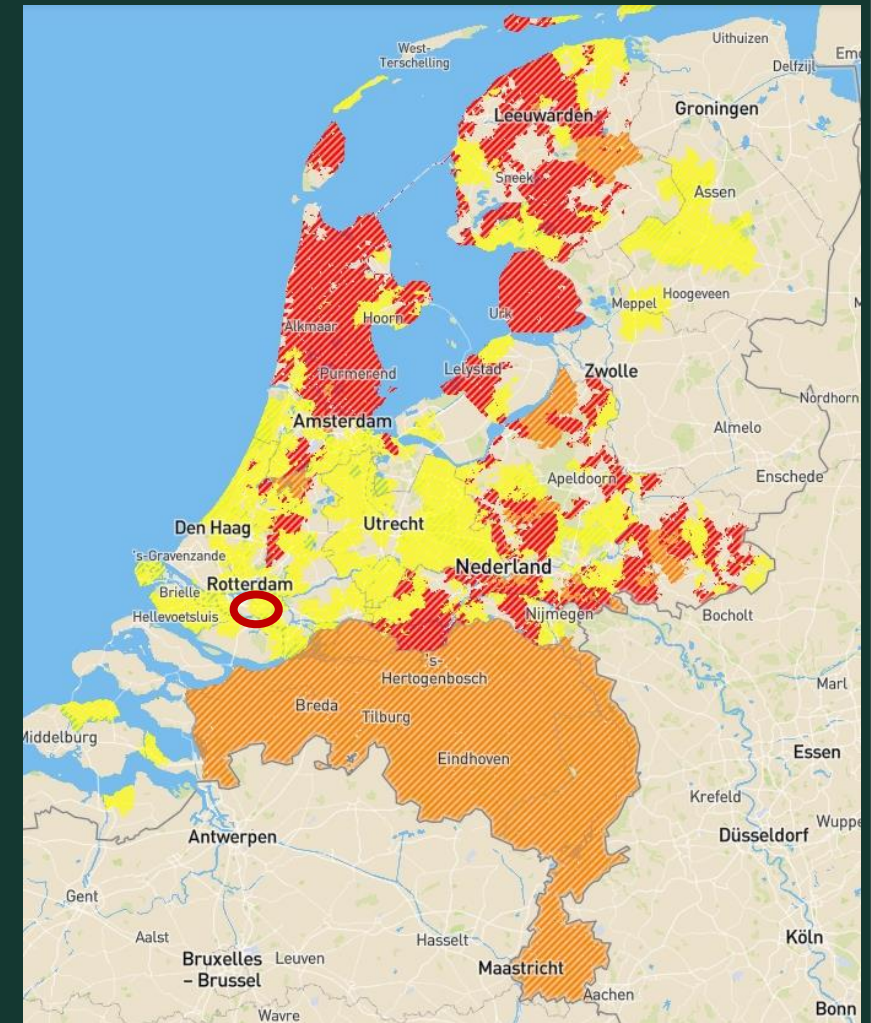 Uithuizen
West-
Terschelling
Delfzijl
Groningen
Leeuwarden
Sneek
Assen
Hoogeveen
Meppel
Urk
Hoorn
Alkmaar
Purmerend
Lelystad
Zwolle
Nordhorn
Amsterdam
Almelo
Apeldoorn
Enschede
Den Haag
Utrecht
's-Gravenzande
Nederland
Rotterdam
Brielle
Hellevoetsluis
Nijmegen
Bocholt
's-
Hertogenbosch
Marl
Breda
Tilburg
Middelburg
Eindhoven
Essen
Krefeld
Antwerpen
Düsseldorf
Wuppe
Gent
Aalst
Hasselt
Köln
Bruxelles
– Brussel
Leuven
Maastricht
Aachen
Bonn
Wavre